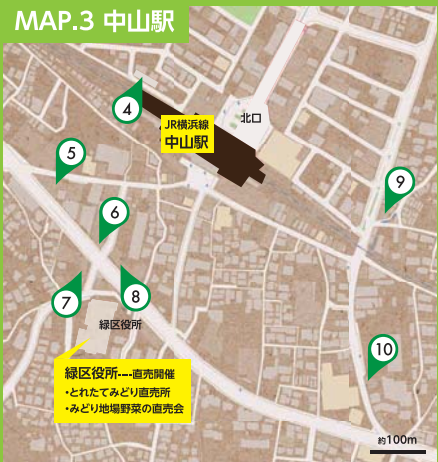 MAP.3 中山駅
4
JR横浜線
中山駅
北口
5
9
6
7
8
緑区役所
緑区役所----直売開催
・とれたてみどり直売所
・みどり地場野菜の直売会
10
約100m